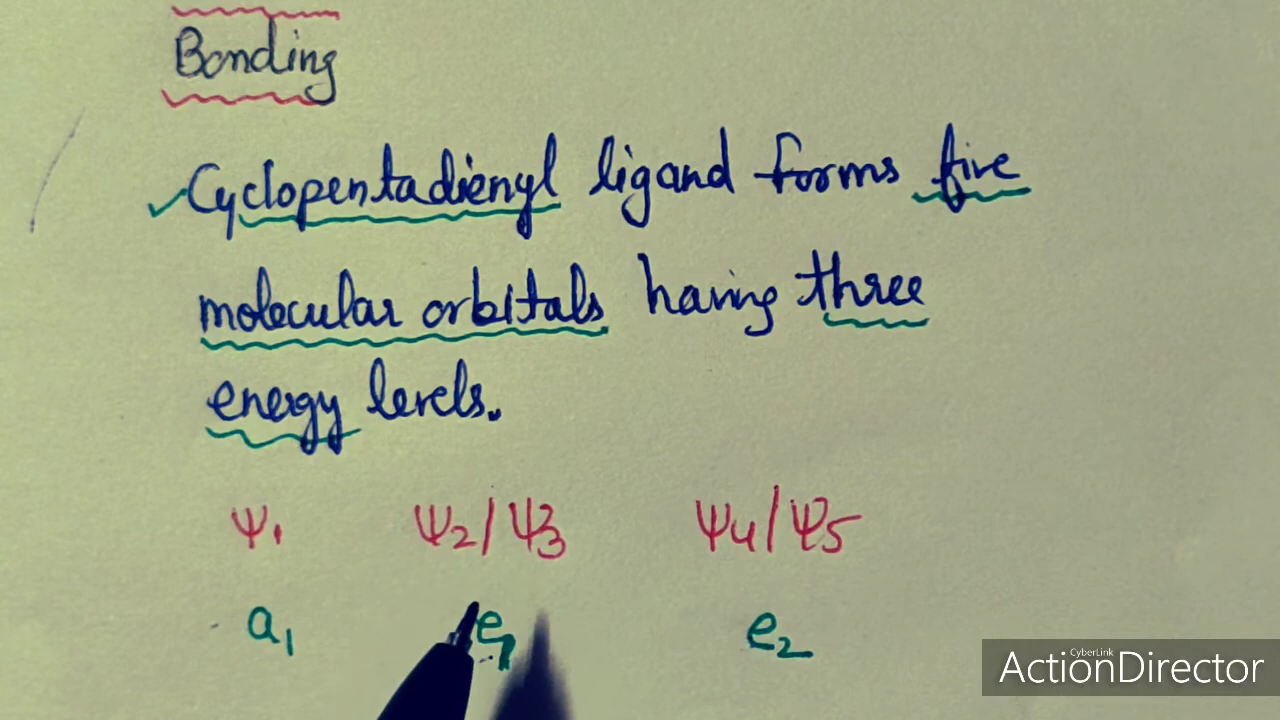 Bonding
Cyclopentadienyl ligand forms five
molecular orbitals having three
energy levels.
Ψ1 Ψ2/Ψ3 Ψ4/Ψ5
a1 e1 e2
CyberLink
ActionDirector